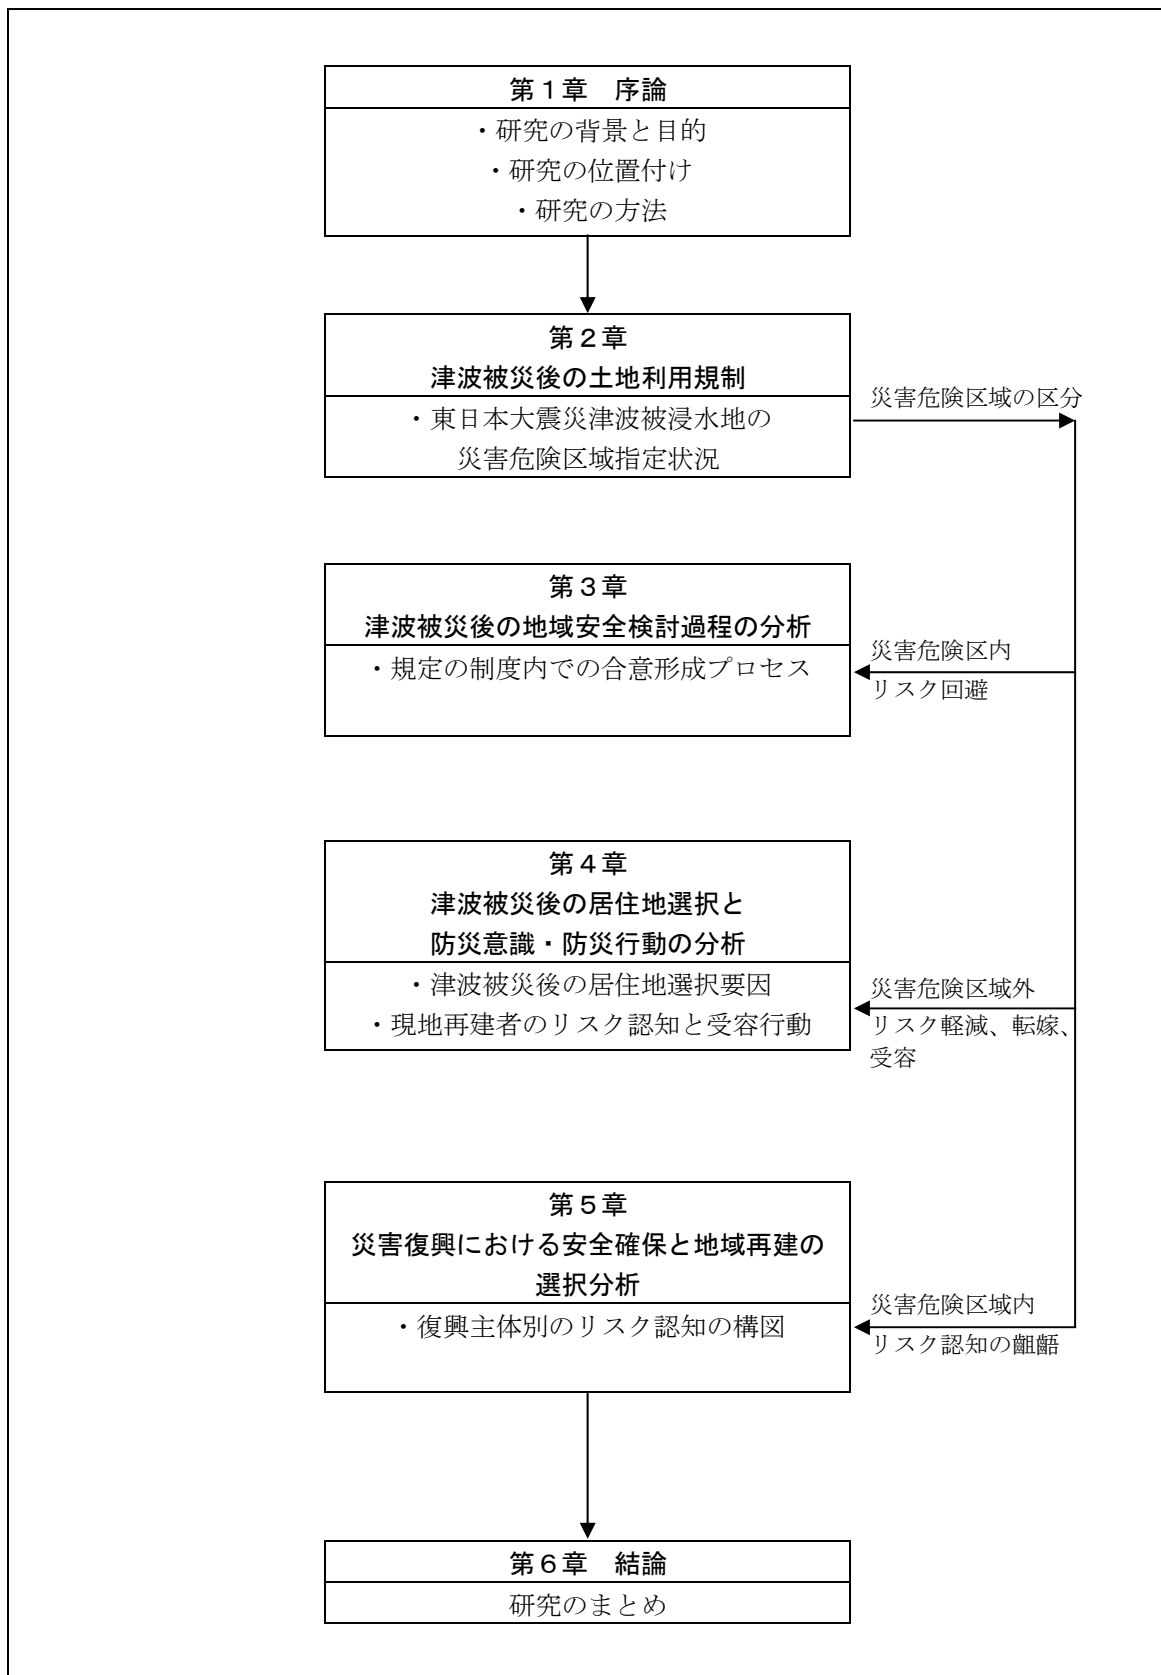 第1章　序論
・研究の背景と目的
・研究の位置付け
・研究の方法
第2章
津波被災後の土地利用規制
・東日本大震災津波被浸水地の
災害危険区域指定状況
災害危険区域の区分
第3章
津波被災後の地域安全検討過程の分析
・規定の制度内での合意形成プロセス
災害危険区内
リスク回避
第4章
津波被災後の居住地選択と
防災意識・防災行動の分析
・津波被災後の居住地選択要因
・現地再建者のリスク認知と受容行動
災害危険区域外
リスク軽減、転嫁、
受容
第5章
災害復興における安全確保と地域再建の
選択分析
・復興主体別のリスク認知の構図
災害危険区域内
リスク認知の齟齬
第6章　結論
研究のまとめ